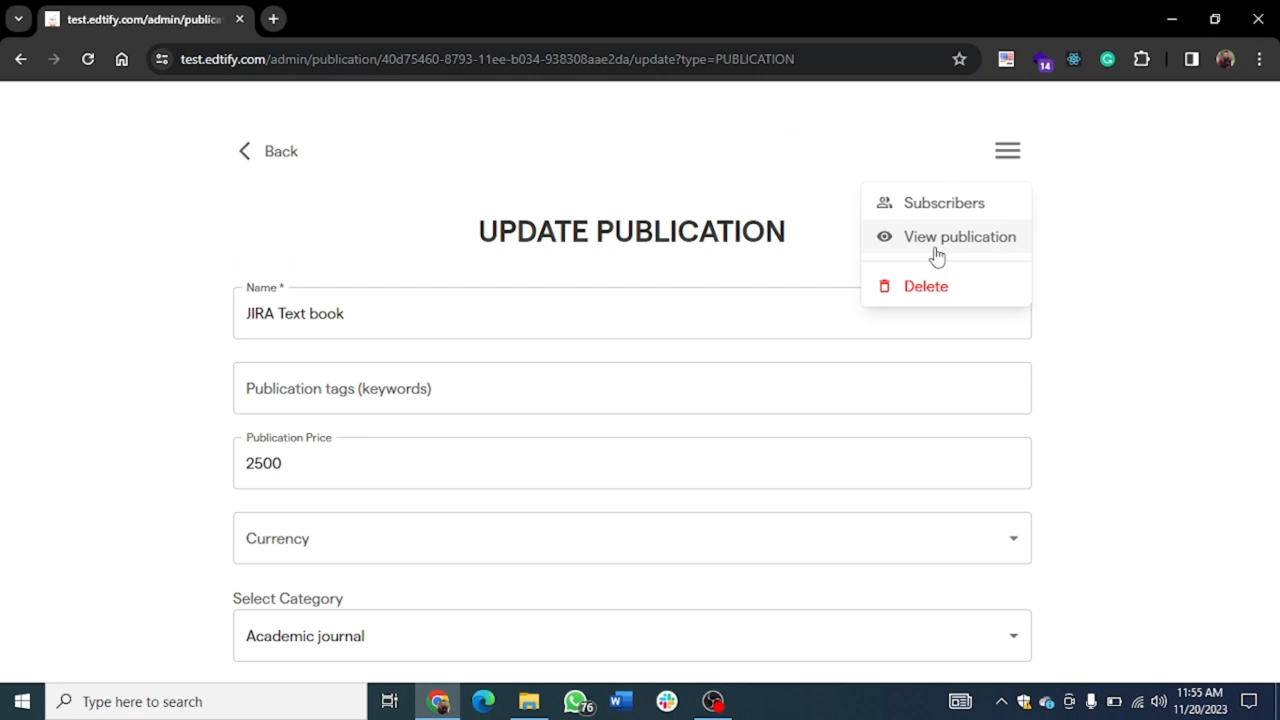 test.edtify.com/admin/publica
test.edtify.com/admin/publication/40d75460-8793-11ee-b034-938308aae2da/update?type=PUBLICATION
14
Back
Subscribers
UPDATE PUBLICATION
View publication
Delete
Name *
JIRA Text book
Publication tags (keywords)
Publication Price
2500
Currency
Select Category
Academic journal
Type here to search
76
11:55 AM
11/20/2023